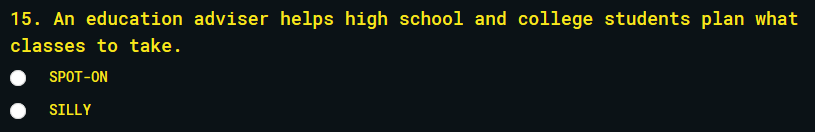 15. An education adviser helps high school and college students plan what
classes to take.
SPOT-ON
SILLY